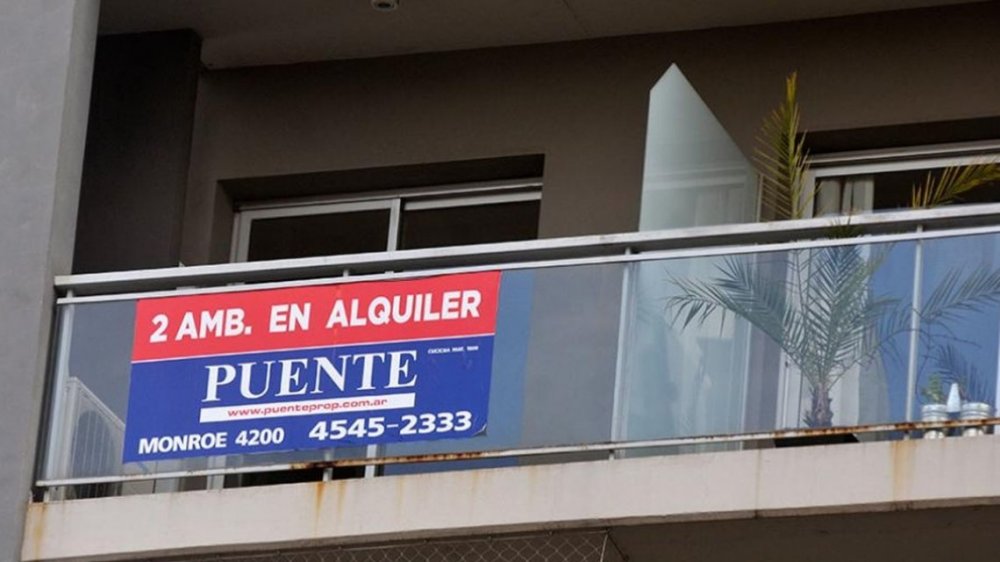 2 AMB. EN ALQUILER
PUENTE
www.puenteprop.com.ar
MONROE 4200 4545-2333